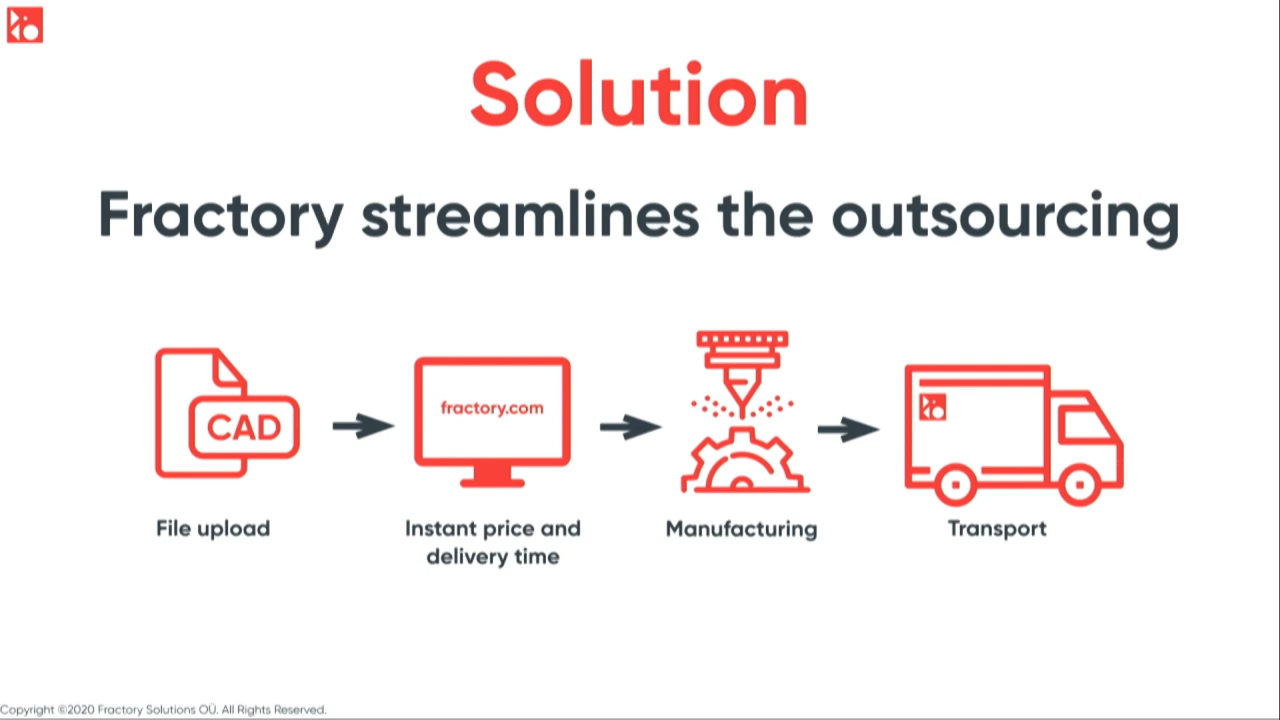 Solution
Fractory streamlines the outsourcing
CAD
fractory.com
File upload
Instant price and
delivery time
Manufacturing
Transport
Copyright ©2020 Fractory Solutions OÜ. All Rights Reserved.